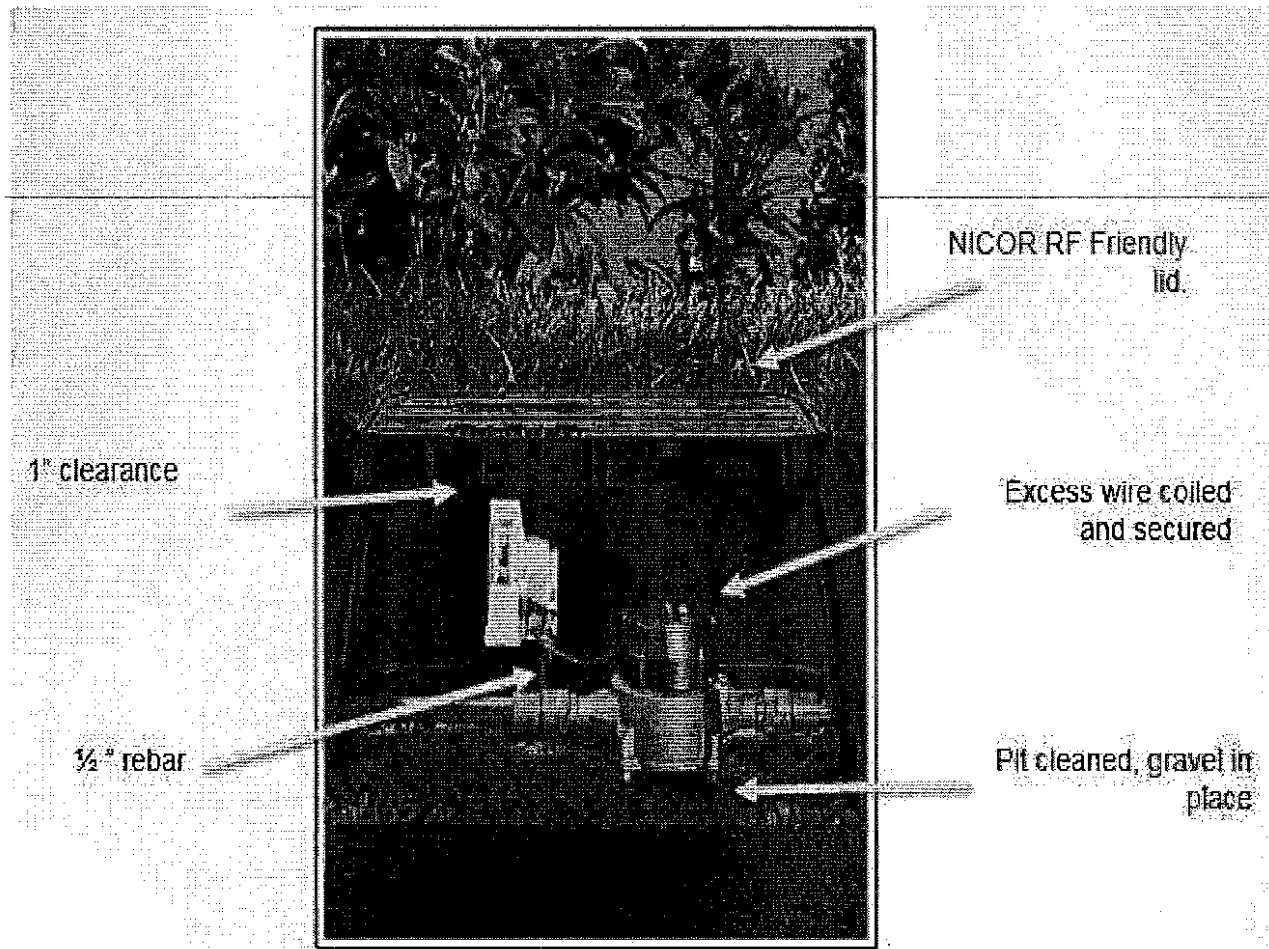 NICOR RF Friendly
lid.
1" clearance
Excess wire coiled
and secured
½" rebar
Pit cleaned, gravel in
place